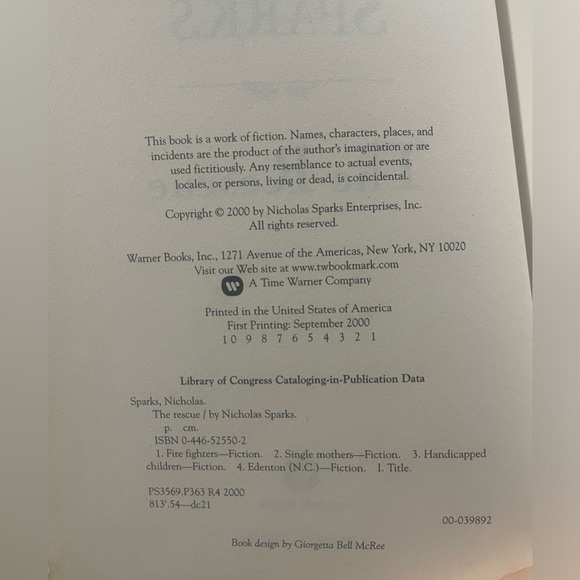 SPARKS
This book is a work of fiction. Names, characters, places, and
incidents are the product of the author's imagination or are
used fictitiously. Any resemblance to actual events,
locales, or persons, living or dead, is coincidental.
Copyright © 2000 by Nicholas Sparks Enterprises, Inc.
All rights reserved.
Warner Books, Inc., 1271 Avenue of the Americas, New York, NY 10020
Visit our Web site at www.twbookmark.com
A Time Warner Company
Printed in the United States of America
First Printing: September 2000
10 9 8 7 6 5 4 3 2 1
Library of Congress Cataloging-in-Publication Data
Sparks, Nicholas.
The rescue / by Nicholas Sparks.
p. cm.
ISBN 0-446-52550-2
1. Fire fighters—Fiction. 2. Single mothers—Fiction. 3. Handicapped
children—Fiction. 4. Edenton (N.C.)—Fiction. I. Title.
PS3569.P363 R4 2000
813'.54—dc21
00-039892
Book design by Giorgetta Bell McRee